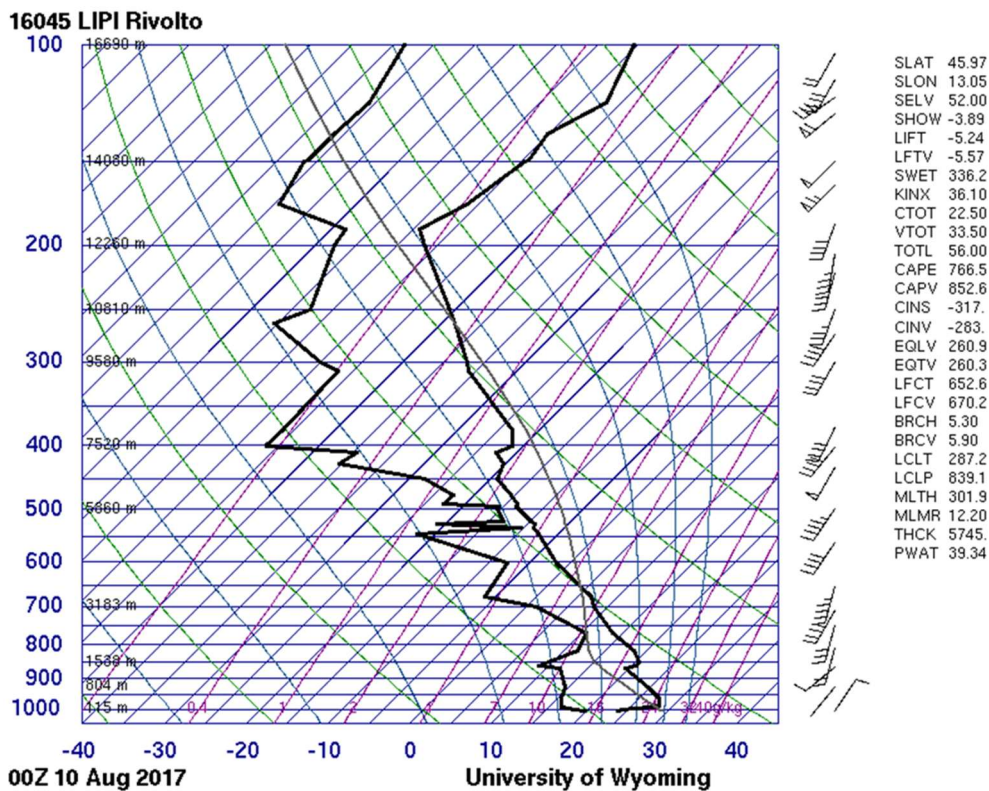 16045 LIPI Rivolto
100 16690 m
14080 m
200 12260 m
10810 m
300 9580 m
400 7520 m
500 5860 m
600
700 3183 m
800
900 1538 m
804 m
1000 115 m
0.4 1 2 4 7 10 16 24 32 40g/kg
-40 -30 -20 -10 0 10 20 30 40
00Z 10 Aug 2017 University of Wyoming
SLAT 45.97
SLON 13.05
SELV 52.00
SHOW -3.89
LIFT -5.24
LFTV -5.57
SWET 336.2
KINX 36.10
CTOT 22.50
VTOT 33.50
TOTL 56.00
CAPE 766.5
CAPV 852.6
CINS -317.
CINV -283.
EQLV 260.9
EQTV 260.3
LFCT 652.6
LFCV 670.2
BRCH 5.30
BRCV 5.90
LCLT 287.2
LCLP 839.1
MLTH 301.9
MLMR 12.20
THCK 5745.
PWAT 39.34